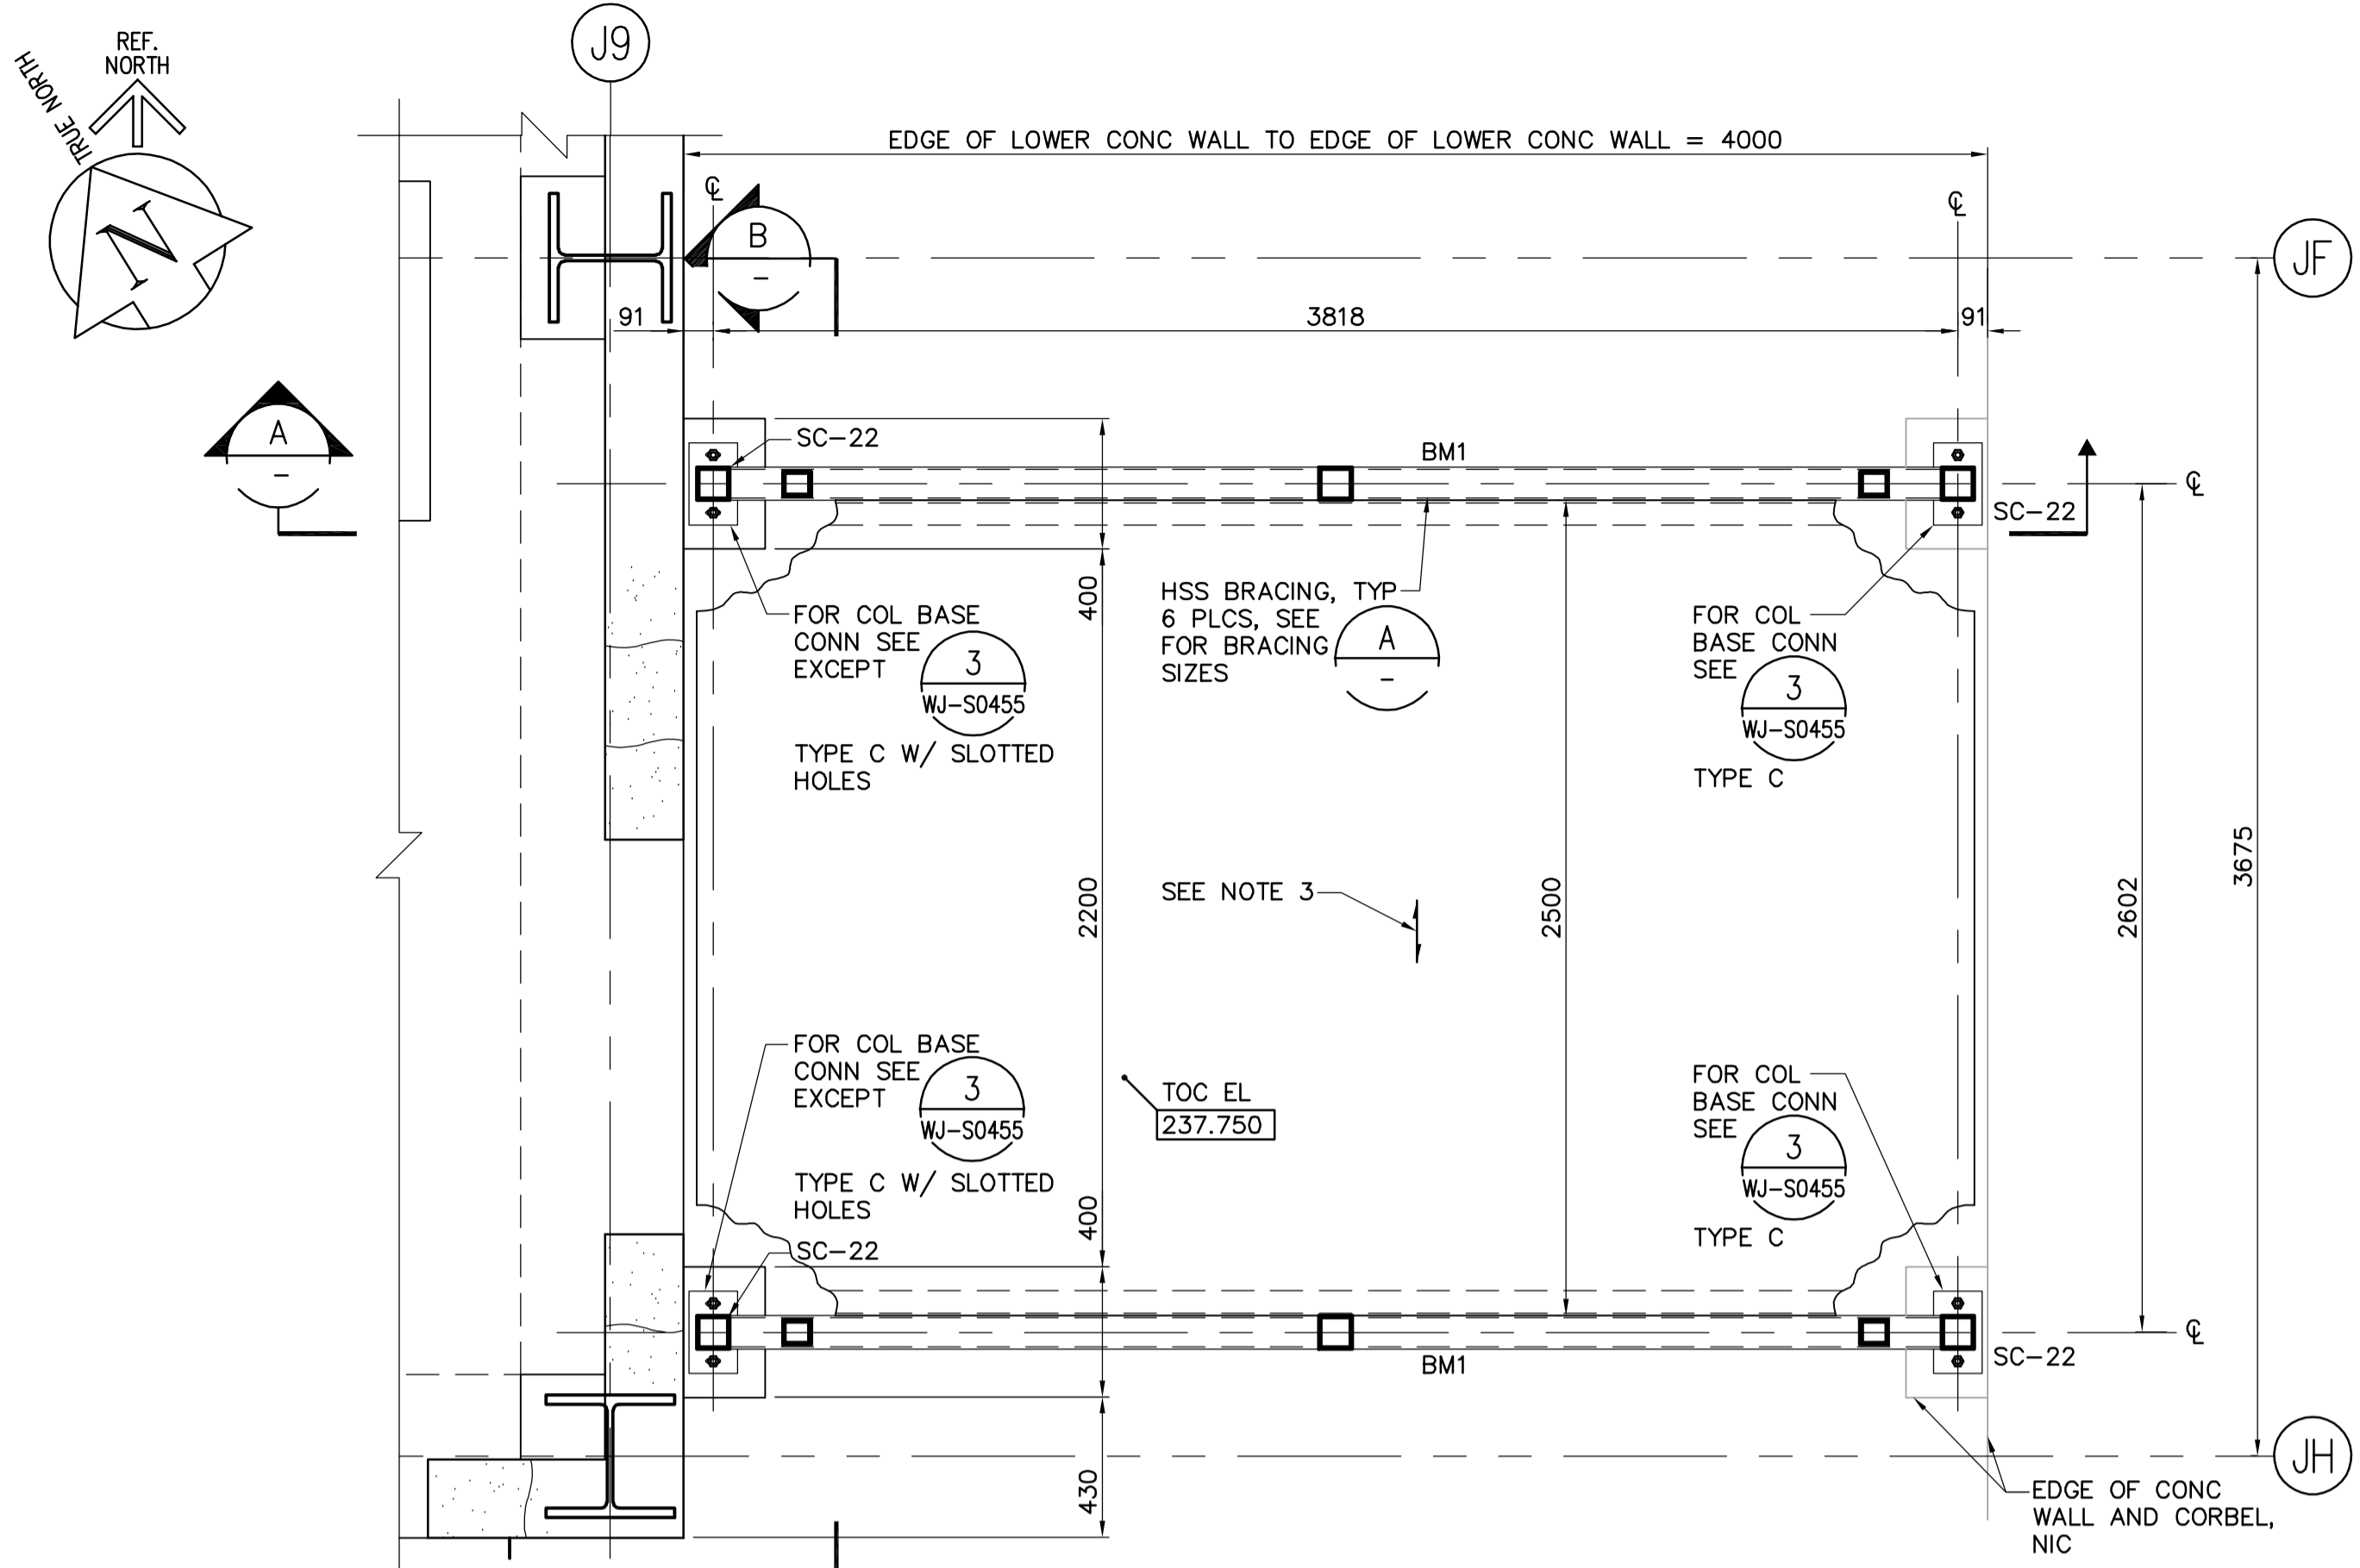 REF.
NORTH
TRUE NORTH
N
J9
EDGE OF LOWER CONC WALL TO EDGE OF LOWER CONC WALL = 4000
℄
℄
B
-
JF
91
3818
91
A
-
SC-22
BM1
℄
SC-22
400
HSS BRACING, TYP
6 PLCS, SEE
FOR BRACING
SIZES
A
-
FOR COL BASE
CONN SEE
EXCEPT
3
WJ-S0455
TYPE C W/ SLOTTED
HOLES
FOR COL
BASE CONN
SEE
3
WJ-S0455
TYPE C
3675
SEE NOTE 3
2200
2500
2602
FOR COL BASE
CONN SEE
EXCEPT
3
WJ-S0455
TYPE C W/ SLOTTED
HOLES
TOC EL
237.750
FOR COL
BASE CONN
SEE
3
WJ-S0455
TYPE C
400
SC-22
BM1
℄
SC-22
JH
430
EDGE OF CONC
WALL AND CORBEL,
NIC